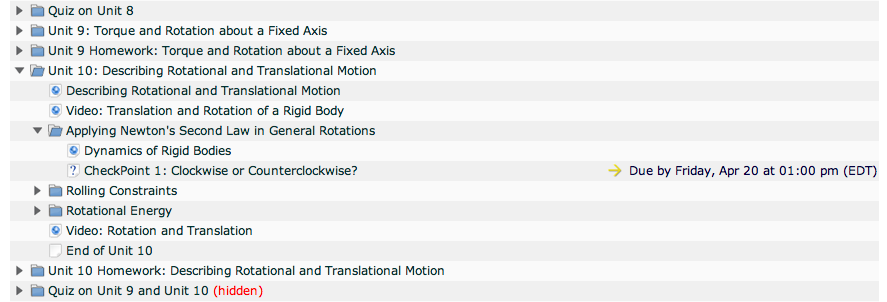 Quiz on Unit 8
Unit 9: Torque and Rotation about a Fixed Axis
Unit 9 Homework: Torque and Rotation about a Fixed Axis
Unit 10: Describing Rotational and Translational Motion
Describing Rotational and Translational Motion
Video: Translation and Rotation of a Rigid Body
Applying Newton's Second Law in General Rotations
Dynamics of Rigid Bodies
? CheckPoint 1: Clockwise or Counterclockwise? Due by Friday, Apr 20 at 01:00 pm (EDT)
Rolling Constraints
Rotational Energy
Video: Rotation and Translation
End of Unit 10
Unit 10 Homework: Describing Rotational and Translational Motion
Quiz on Unit 9 and Unit 10 (hidden)